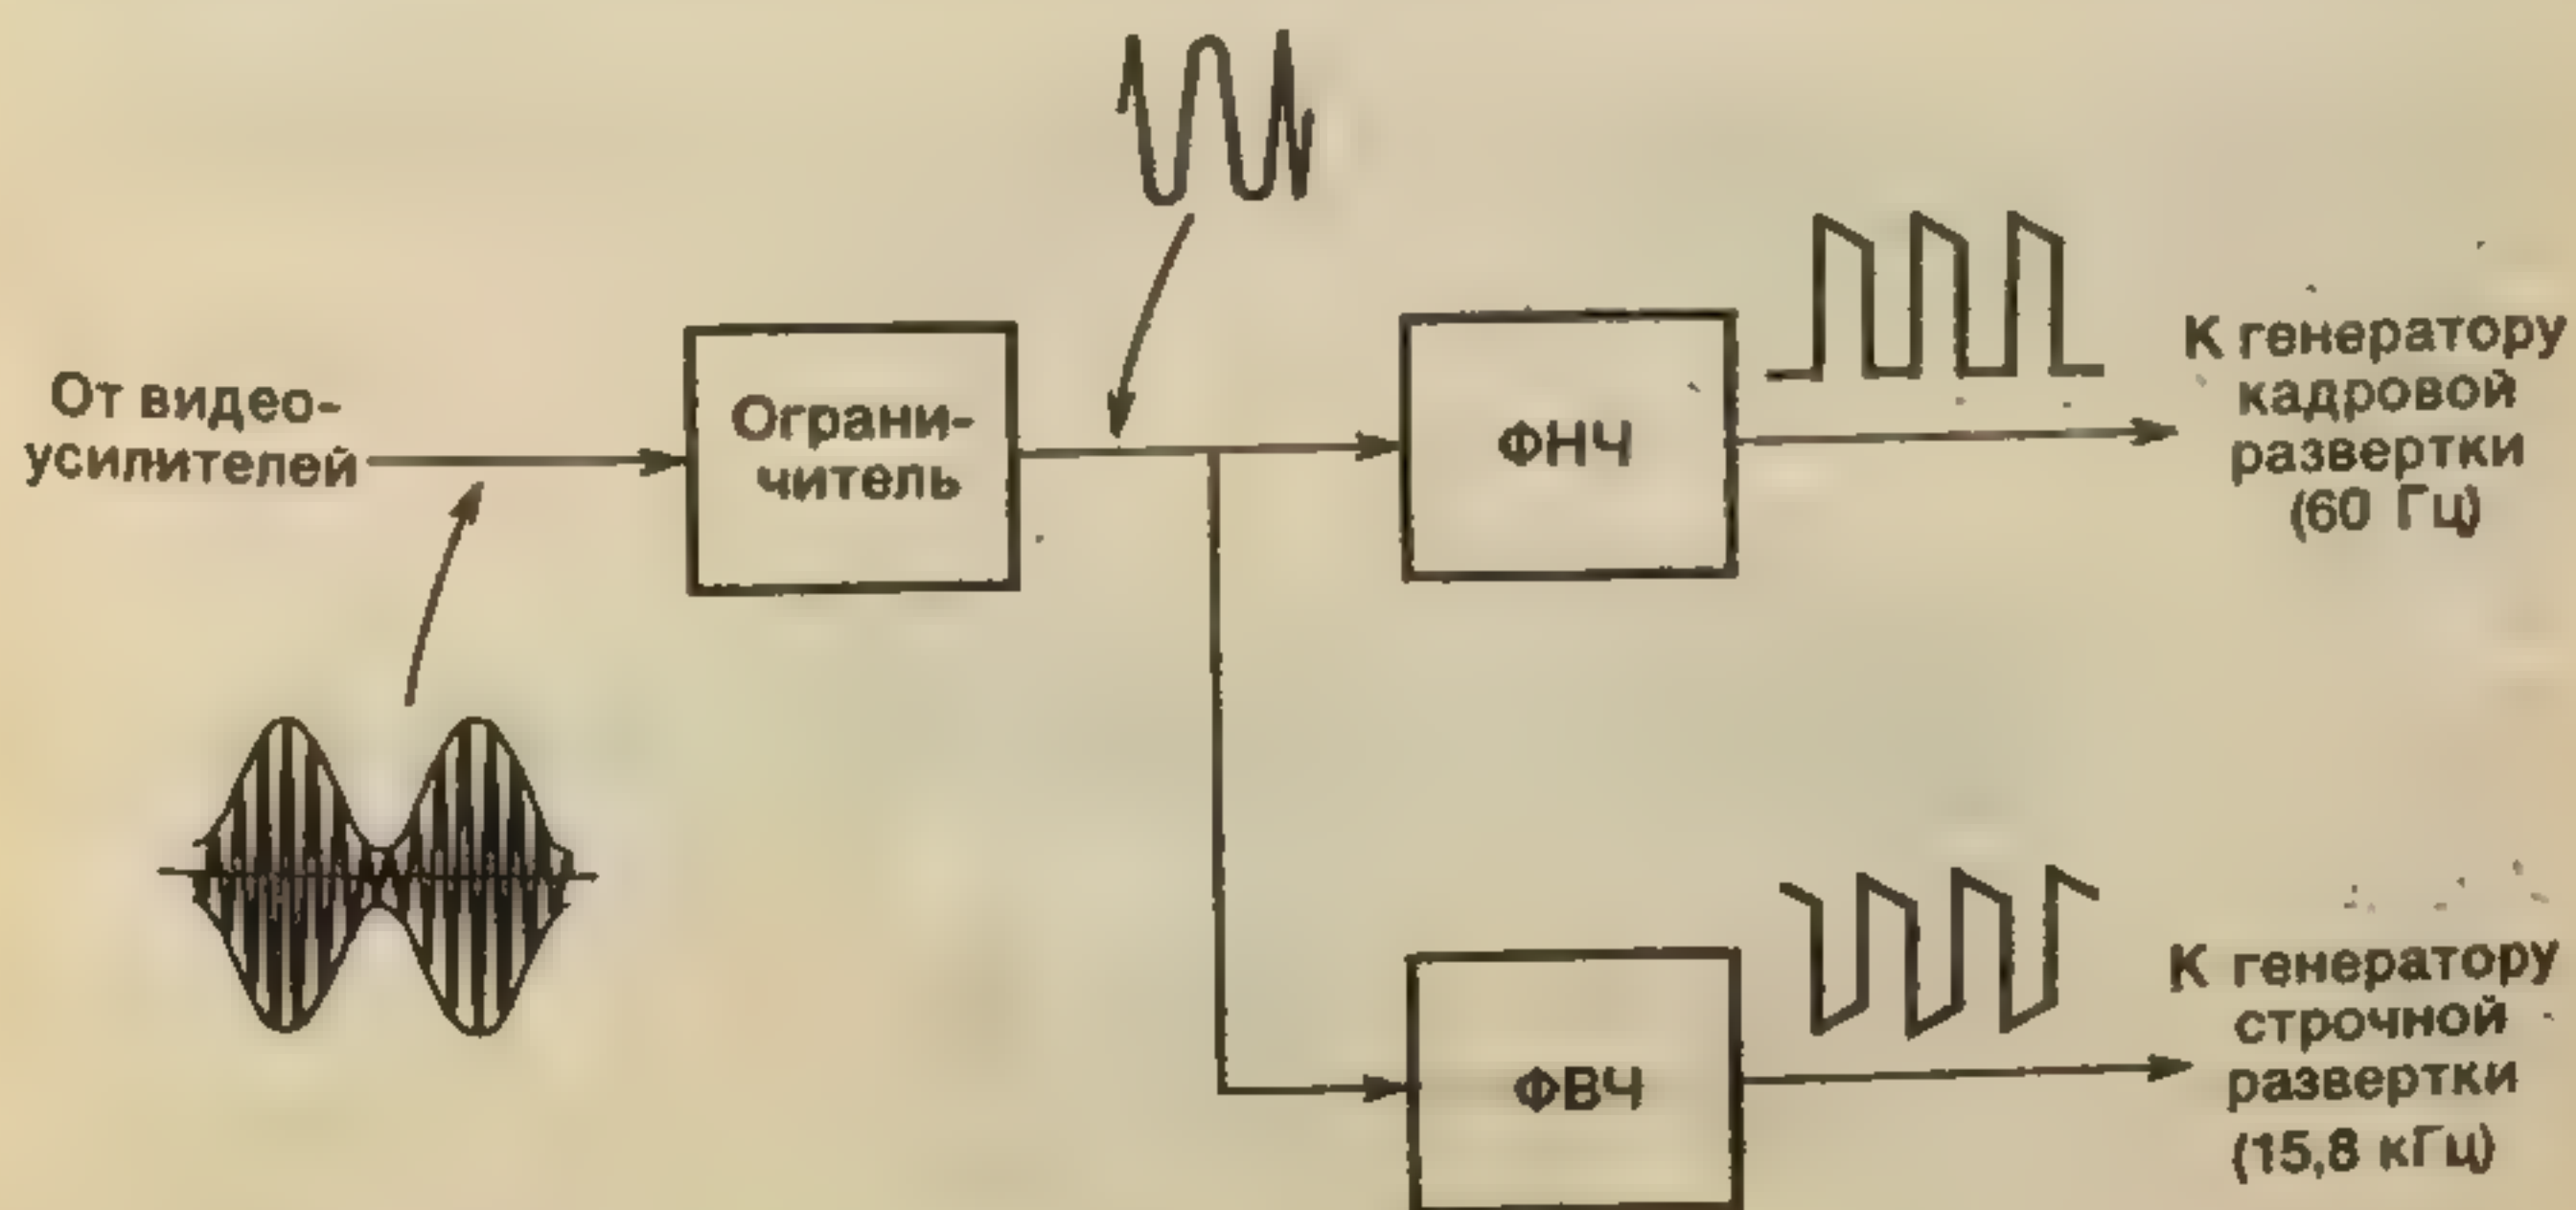 От видео-
усилителей
Ограни-
читель
ФНЧ
К генератору
кадровой
развертки
(60 Гц)
ФВЧ
К генератору
строчной
развертки
(15,8 кГц)